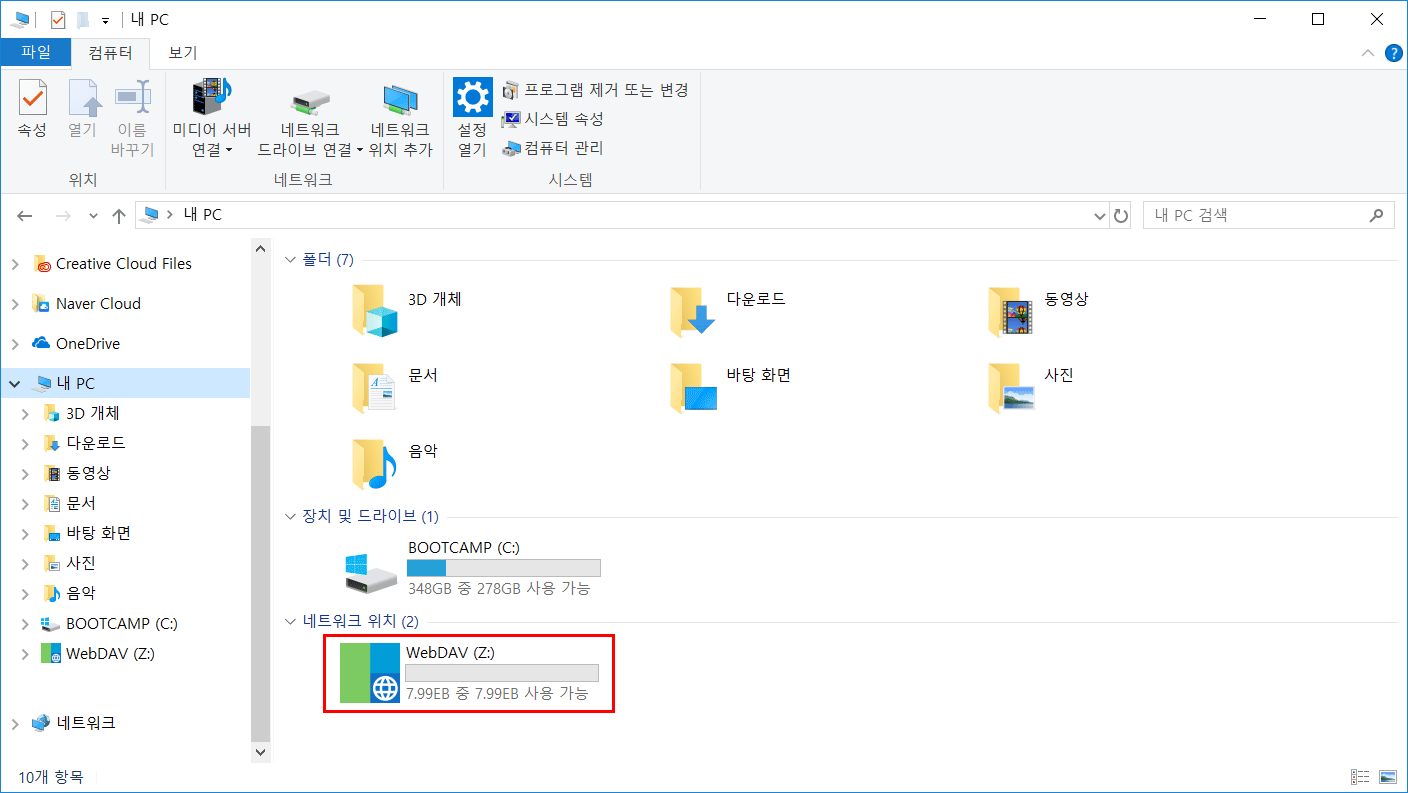 내 PC
파일
컴퓨터
보기
속성
열기
이름
바꾸기
위치
미디어 서버
연결
네트워크
드라이브 연결
네트워크
위치 추가
네트워크
설정
열기
프로그램 제거 또는 변경
시스템 속성
컴퓨터 관리
시스템
내 PC
내 PC 검색
Creative Cloud Files
Naver Cloud
OneDrive
내 PC
3D 개체
다운로드
동영상
문서
바탕 화면
사진
음악
BOOTCAMP (C:)
WebDAV (Z:)
네트워크
폴더 (7)
3D 개체
다운로드
동영상
문서
바탕 화면
사진
음악
장치 및 드라이브 (1)
BOOTCAMP (C:)
348GB 중 278GB 사용 가능
네트워크 위치 (2)
WebDAV (Z:)
7.99EB 중 7.99EB 사용 가능
10개 항목